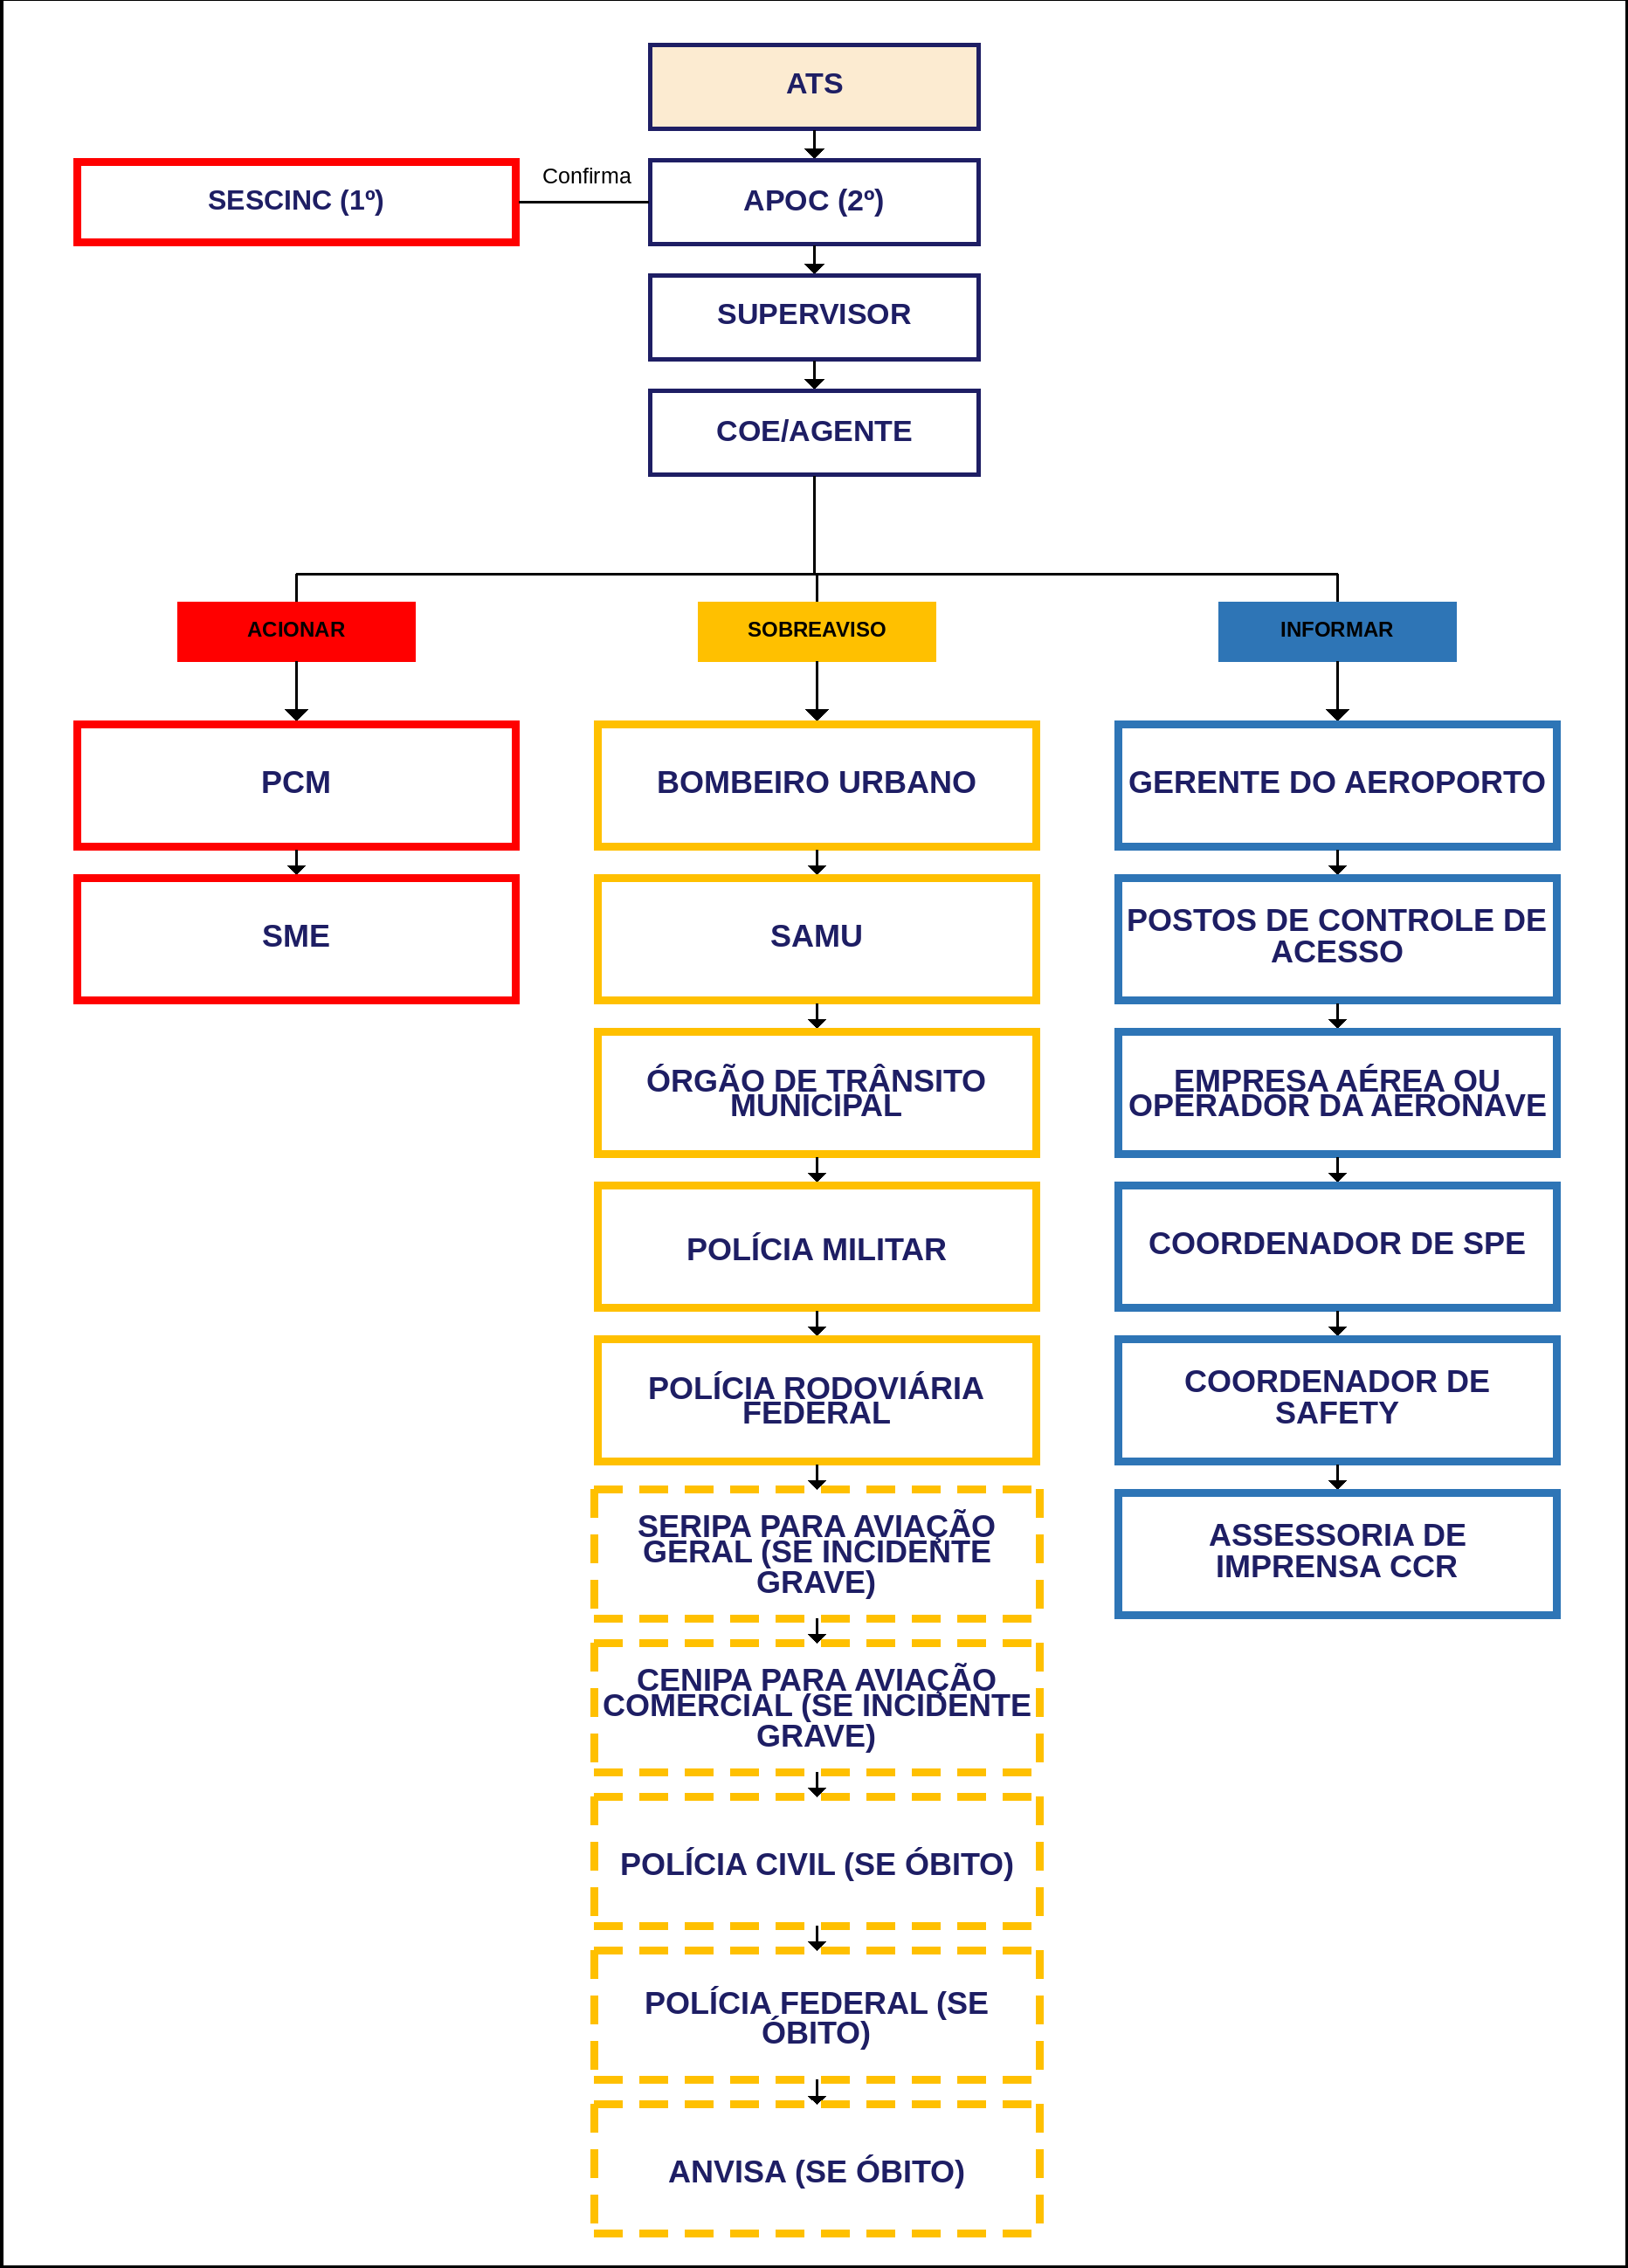 ATS
SESCINC (1º)
Confirma
APOC (2º)
SUPERVISOR
COE/AGENTE
ACIONAR
SOBREAVISO
INFORMAR
PCM
SME
BOMBEIRO URBANO
SAMU
ÓRGÃO DE TRÂNSITO
MUNICIPAL
POLÍCIA MILITAR
POLÍCIA RODOVIÁRIA
FEDERAL
SERIPA PARA AVIAÇÃO
GERAL (SE INCIDENTE
GRAVE)
CENIPA PARA AVIAÇÃO
COMERCIAL (SE INCIDENTE
GRAVE)
POLÍCIA CIVIL (SE ÓBITO)
POLÍCIA FEDERAL (SE
ÓBITO)
ANVISA (SE ÓBITO)
GERENTE DO AEROPORTO
POSTOS DE CONTROLE DE
ACESSO
EMPRESA AÉREA OU
OPERADOR DA AERONAVE
COORDENADOR DE SPE
COORDENADOR DE
SAFETY
ASSESSORIA DE
IMPRENSA CCR